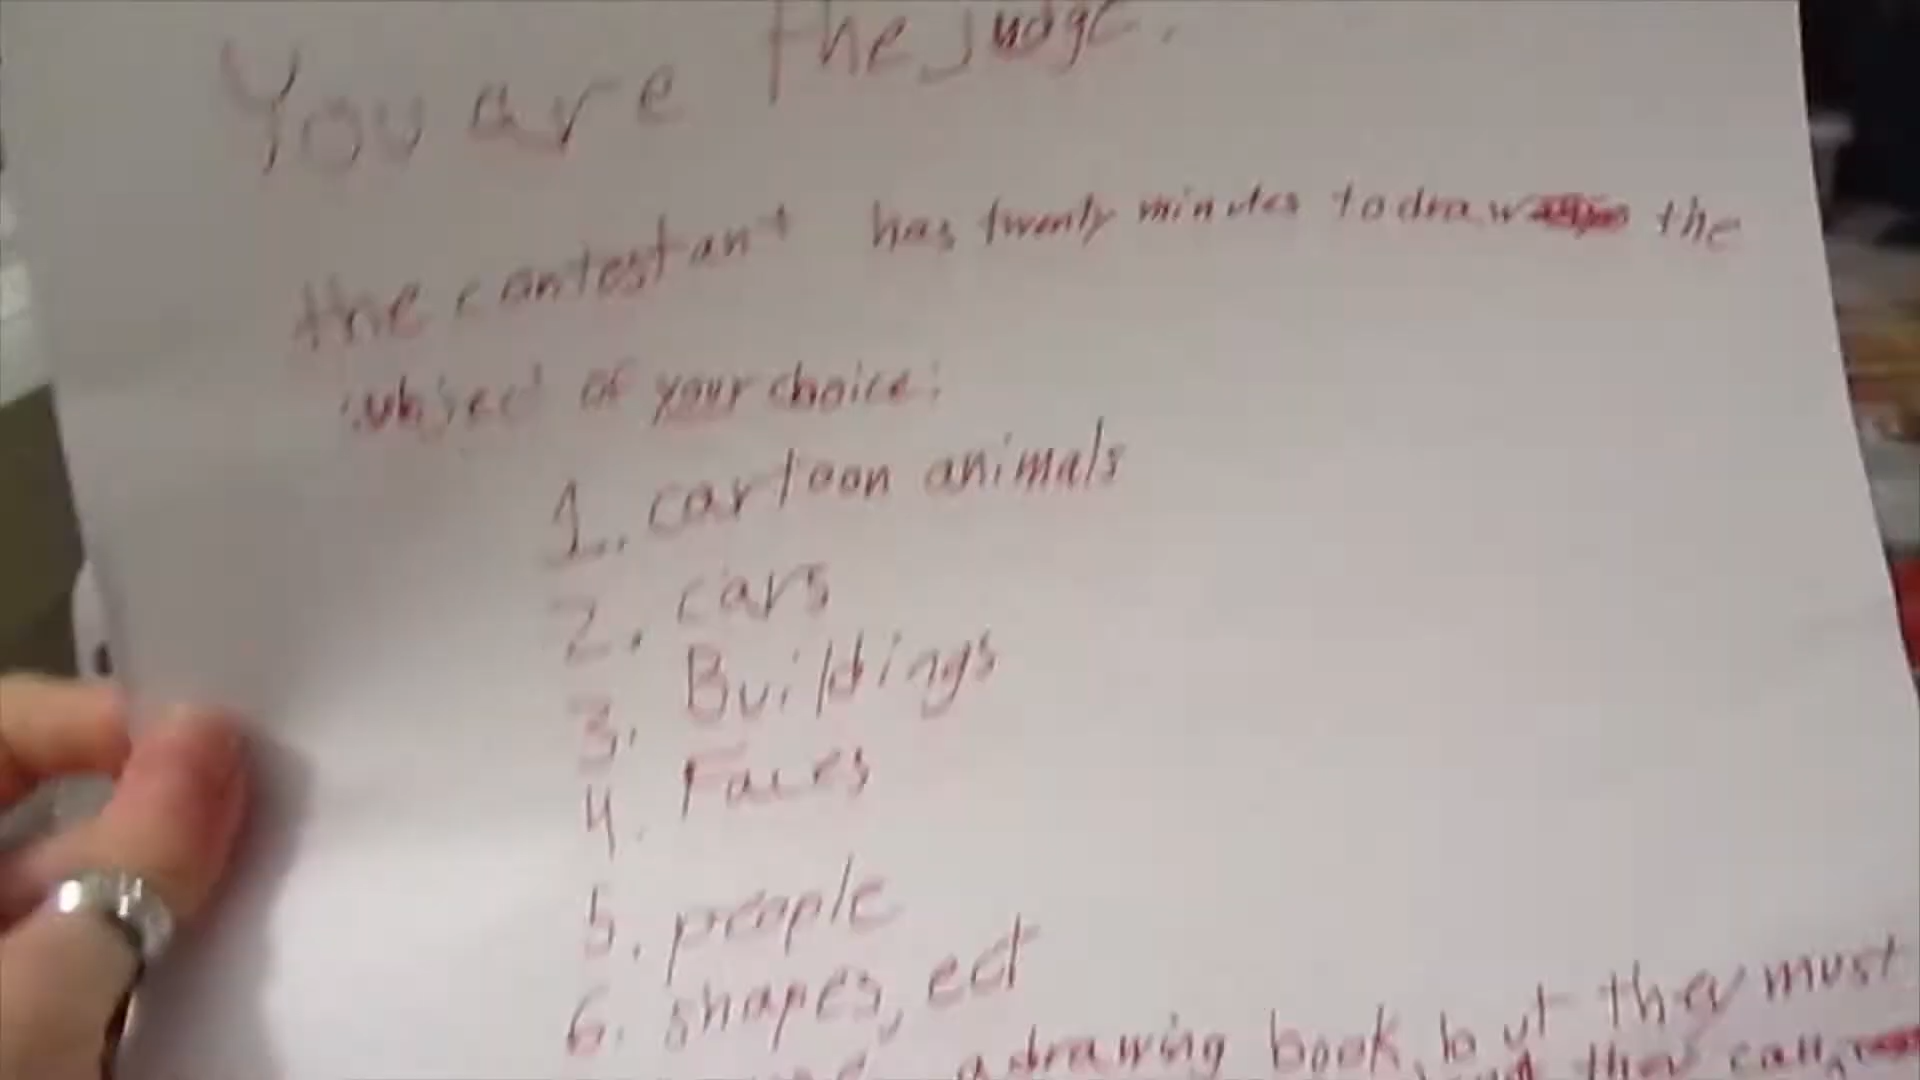 You are the Judge.
the contestant has twenty minutes to draw the
subject of your choice:
1. cartoon animals
2. cars
3. Buildings
4. Faces
5. people
6. shapes, ect
a drawing book, but they must